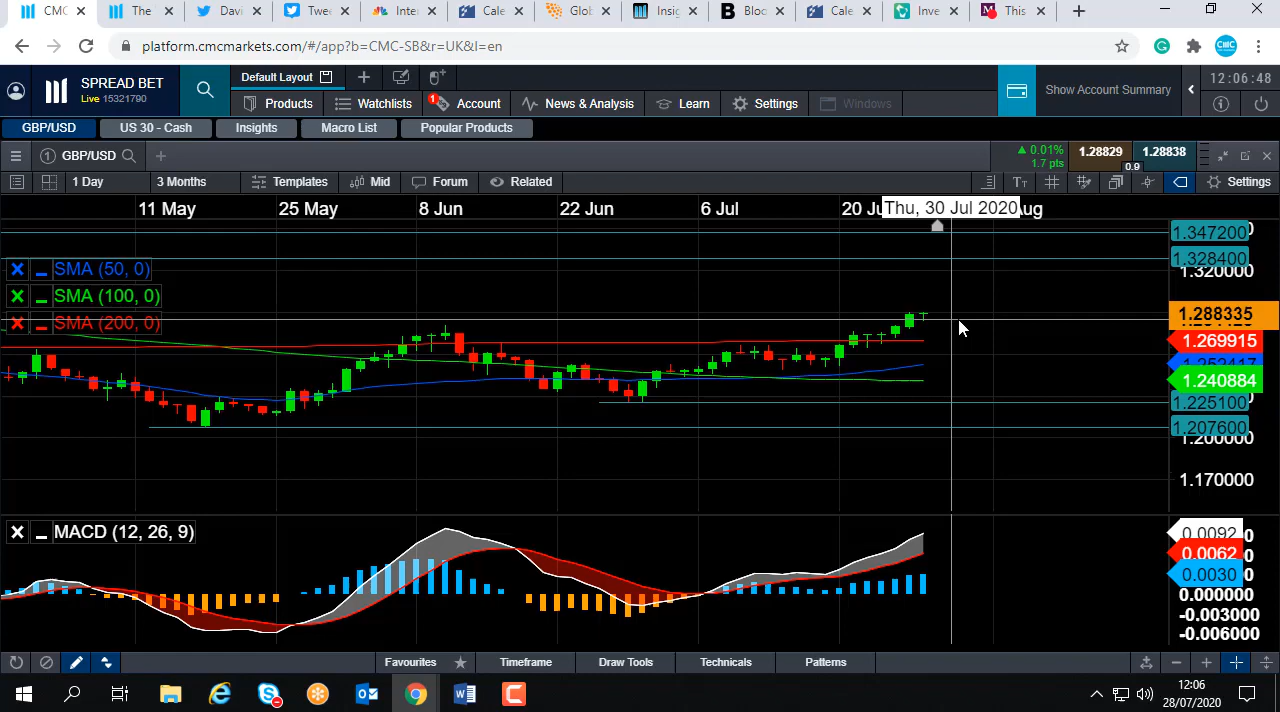 CMC
The
Davi
Twee
Inter
Cale
Glob
Insig
Bloo
Cale
Inve
This
platform.cmcmarkets.com/#/app?b=CMC-SB&r=UK&l=en
SPREAD BET
Live 15321790
Default Layout
Products
Watchlists
1
Account
News & Analysis
Learn
Settings
Windows
Show Account Summary
12:06:48
GBP/USD
US 30 - Cash
Insights
Macro List
Popular Products
1 GBP/USD
0.01%
1.7 pts
1.28829
1.28838
0.9
1 Day
3 Months
Templates
Mid
Forum
Related
Settings
11 May
25 May
8 Jun
22 Jun
6 Jul
Thu, 30 Jul 2020
1.347200
1.328400
1.320000
SMA (50, 0)
SMA (100, 0)
SMA (200, 0)
1.288335
1.269915
1.240884
1.225100
1.207600
1.200000
1.170000
MACD (12, 26, 9)
0.0092
0.0062
0.0030
0.000000
-0.003000
-0.006000
Favourites
Timeframe
Draw Tools
Technicals
Patterns
12:06
28/07/2020